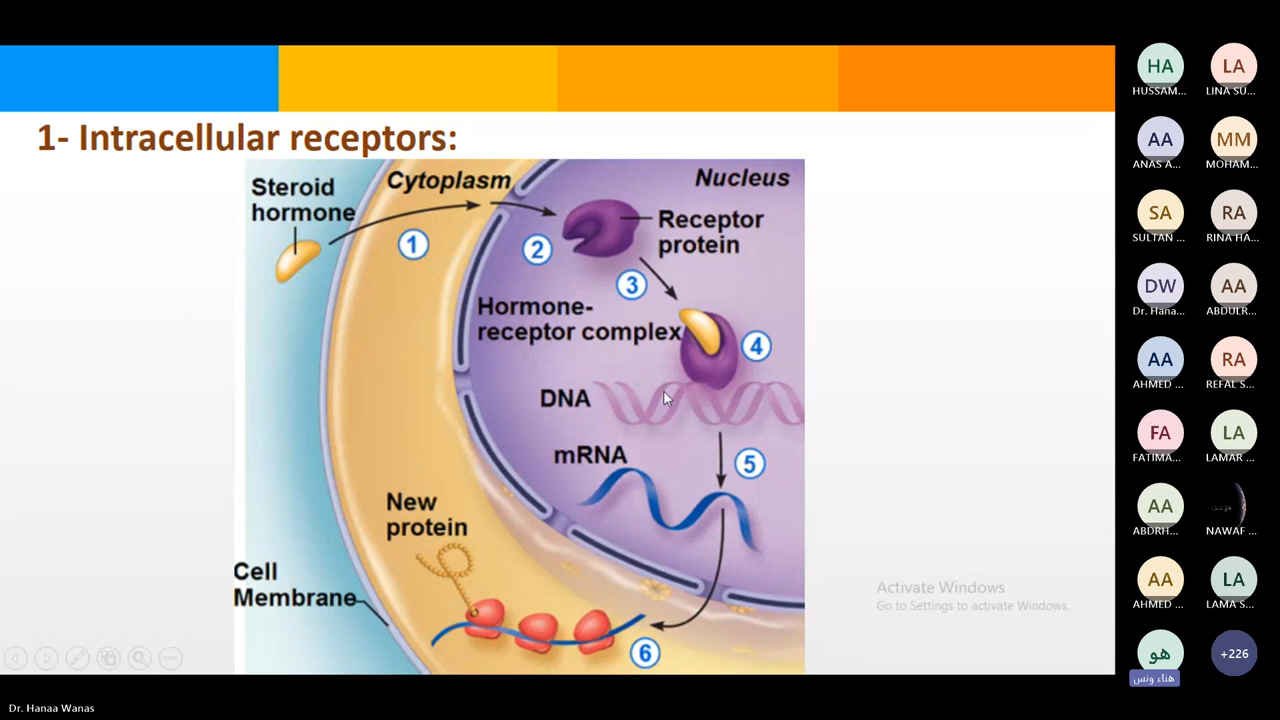 1- Intracellular receptors:
Steroid
hormone
Cytoplasm
Nucleus
1
2
Receptor
protein
3
Hormone-
receptor complex
4
DNA
mRNA
5
New
protein
Cell
Membrane
6
Activate Windows
Go to Settings to activate Windows.
Dr. Hanaa Wanas
HA
HUSSAM...
LA
LINA SU...
AA
ANAS A...
MM
MOHAM...
SA
SULTAN ...
RA
RINA HA...
DW
Dr. Hana...
AA
ABDULR...
AA
AHMED ...
RA
REFAL S...
FA
FATIMA...
LA
LAMAR ...
AA
ABDRH...
NAWAF ...
AA
AHMED ...
LA
LAMA S...
هو
هناء ونس
+226